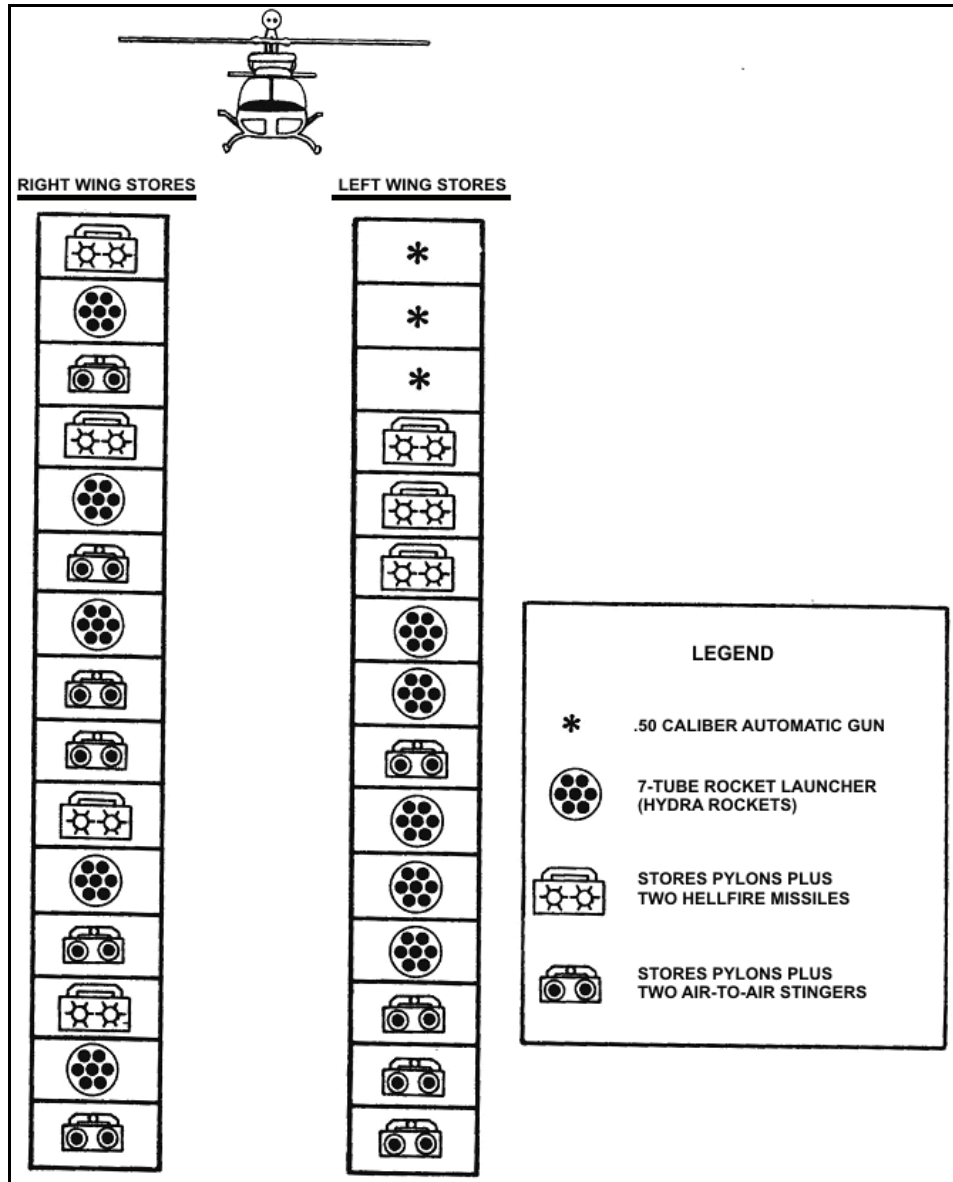 RIGHT WING STORES
LEFT WING STORES
*
*
*
LEGEND
* .50 CALIBER AUTOMATIC GUN
7-TUBE ROCKET LAUNCHER
(HYDRA ROCKETS)
STORES PYLONS PLUS
TWO HELLFIRE MISSILES
STORES PYLONS PLUS
TWO AIR-TO-AIR STINGERS